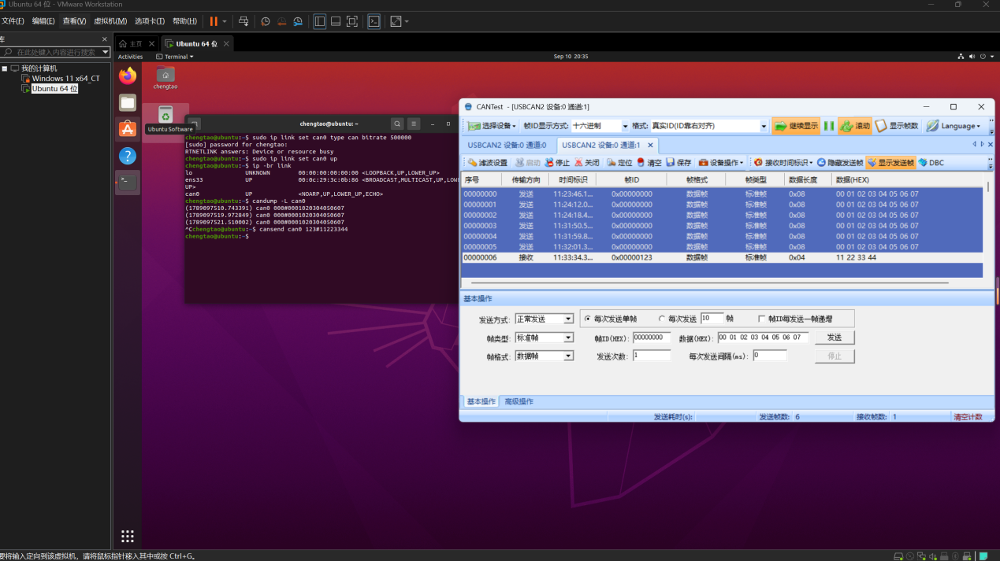 Ubuntu 64 位 - VMware Workstation
文件(F) 编辑(E) 查看(V) 虚拟机(M) 选项卡(T) 帮助(H)
库
在此处键入内容进行搜索
我的计算机
Windows 11 x64_CT
Ubuntu 64 位
主页 Ubuntu 64 位
Activities Terminal Sep 10 20:35
chengtao
Ubuntu Software
chengtao@ubuntu: ~
chengtao@ubuntu:~$ sudo ip link set can0 type can bitrate 500000
[sudo] password for chengtao:
RTNETLINK answers: Device or resource busy
chengtao@ubuntu:~$ sudo ip link set can0 up
chengtao@ubuntu:~$ ip -br link
lo UNKNOWN 00:00:00:00:00:00 <LOOPBACK,UP,LOWER_UP>
ens33 UP 00:0c:29:3c:0b:86 <BROADCAST,MULTICAST,UP,LOWE
UP>
can0 UP <NOARP,UP,LOWER_UP,ECHO>
chengtao@ubuntu:~$ candump -L can0
(1789097510.743391) can0 000#0001020304050607
(1789097519.972849) can0 000#0001020304050607
(1789097521.510002) can0 000#0001020304050607
^Cchengtao@ubuntu:~$ cansend can0 123#11223344
chengtao@ubuntu:~$
CANTest - [USBCAN2 设备:0 通道:1]
选择设备 帧ID显示方式: 十六进制 格式: 真实ID(ID靠右对齐) 继续显示 滚动 显示帧数 Language
USBCAN2 设备:0 通道:0 USBCAN2 设备:0 通道:1
滤波设置 启动 停止 关闭 定位 清空 保存 设备操作 接收时间标识 隐藏发送帧 显示发送帧 DBC
序号 传输方向 时间标识 帧ID 帧格式 帧类型 数据长度 数据(HEX)
00000000 发送 11:23:46.1... 0x00000000 数据帧 标准帧 0x08 00 01 02 03 04 05 06 07
00000001 发送 11:24:12.0... 0x00000000 数据帧 标准帧 0x08 00 01 02 03 04 05 06 07
00000002 发送 11:24:18.4... 0x00000000 数据帧 标准帧 0x08 00 01 02 03 04 05 06 07
00000003 发送 11:31:50.5... 0x00000000 数据帧 标准帧 0x08 00 01 02 03 04 05 06 07
00000004 发送 11:31:59.8... 0x00000000 数据帧 标准帧 0x08 00 01 02 03 04 05 06 07
00000005 发送 11:32:01.3... 0x00000000 数据帧 标准帧 0x08 00 01 02 03 04 05 06 07
00000006 接收 11:33:34.3... 0x00000123 数据帧 标准帧 0x04 11 22 33 44
基本操作
发送方式: 正常发送 每次发送单帧 每次发送 10 帧 帧ID每发送一帧递增
帧类型: 标准帧 帧ID(HEX): 00000000 数据(HEX): 00 01 02 03 04 05 06 07 发送
帧格式: 数据帧 发送次数: 1 每次发送间隔(ms): 0 停止
基本操作 高级操作
发送耗时(s): 发送帧数: 6 接收帧数: 1 清空计数
要将输入定向到该虚拟机，请将鼠标指针移入其中或按 Ctrl+G。